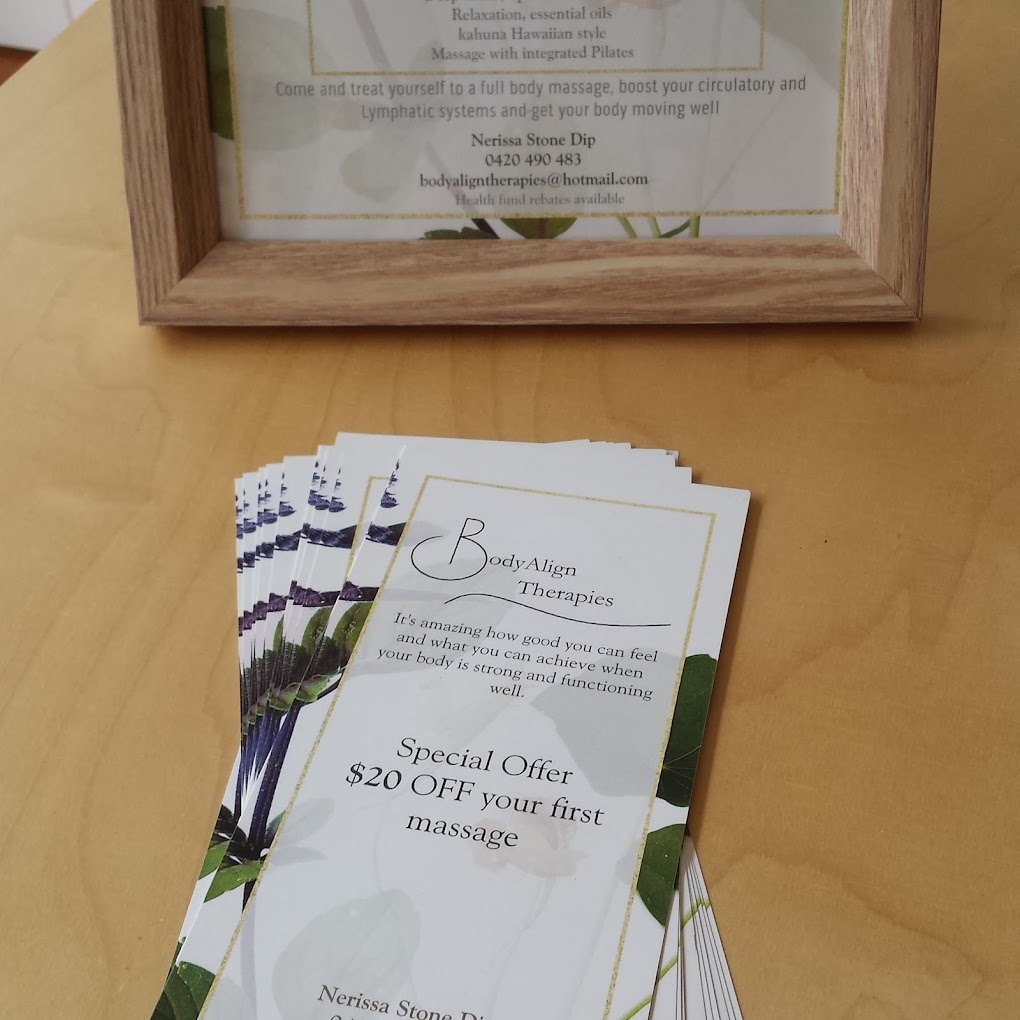 Relaxation, essential oils
kahuna Hawaiian style
Massage with integrated Pilates
Come and treat yourself to a full body massage, boost your circulatory and
Lymphatic systems and get your body moving well
Nerissa Stone Dip
0420 490 483
bodyaligntherapies@hotmail.com
Health fund rebates available
BodyAlign
Therapies
It's amazing how good you can feel
and what you can achieve when
your body is strong and functioning
well.
Special Offer
$20 OFF your first
massage
Nerissa Stone